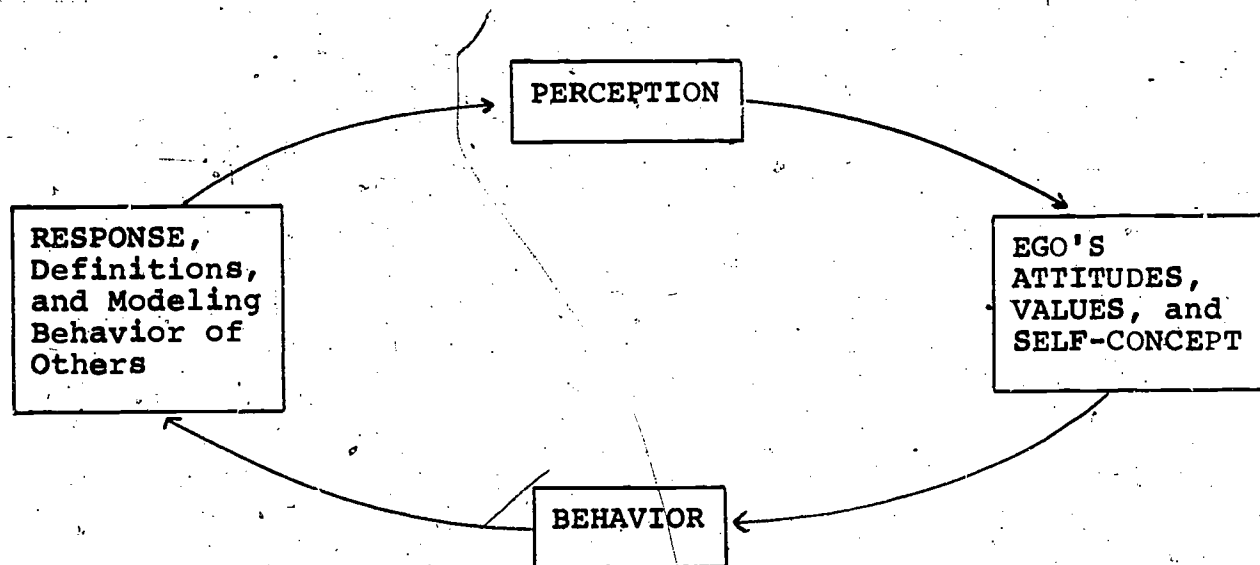 PERCEPTION
RESPONSE,
Definitions,
and Modeling
Behavior of
Others
EGO'S
ATTITUDES,
VALUES, and
SELF-CONCEPT
BEHAVIOR